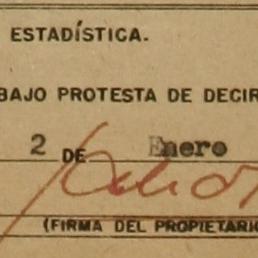 ESTADÍSTICA.
BAJO PROTESTA DE DECIR
2 DE Enero
(FIRMA DEL PROPIETARIO